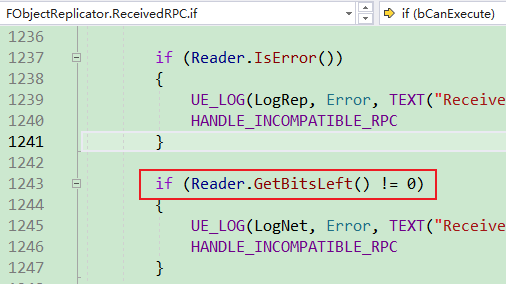 FObjectReplicator.ReceivedRPC.if
if (bCanExecute)
1236
1237 if (Reader.IsError())
1238 {
1239 UE_LOG(LogRep, Error, TEXT("Receive
1240 HANDLE_INCOMPATIBLE_RPC
1241 }
1242
1243 if (Reader.GetBitsLeft() != 0)
1244 {
1245 UE_LOG(LogNet, Error, TEXT("Receive
1246 HANDLE_INCOMPATIBLE_RPC
1247 }